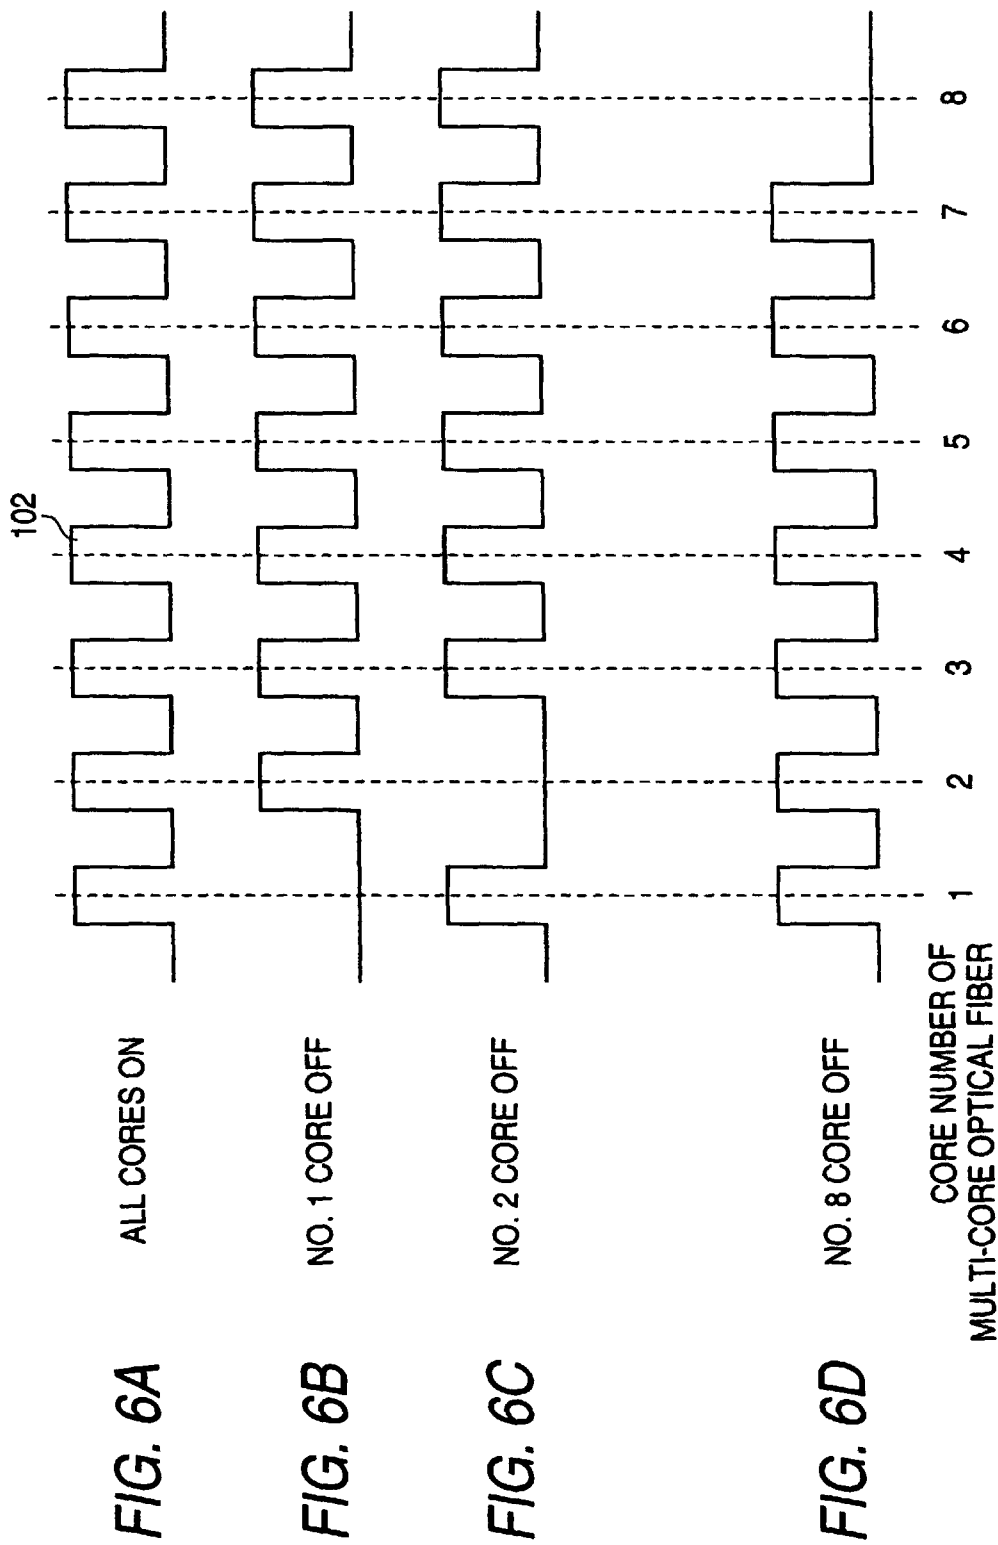 FIG. 6A
ALL CORES ON
102
FIG. 6B
NO. 1 CORE OFF
FIG. 6C
NO. 2 CORE OFF
FIG. 6D
NO. 8 CORE OFF
CORE NUMBER OF
MULTI-CORE OPTICAL FIBER
1 2 3 4 5 6 7 8